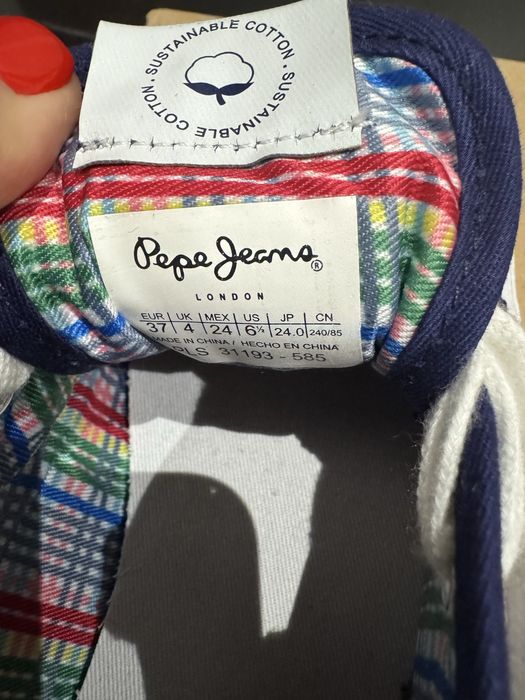 SUSTAINABLE COTTON · SUSTAINABLE COTTON ·
Pepe Jeans®
LONDON
EUR UK MEX US JP CN
37 4 24 6½ 24.0 240/85
MADE IN CHINA / HECHO EN CHINA
PLS 31193 - 585